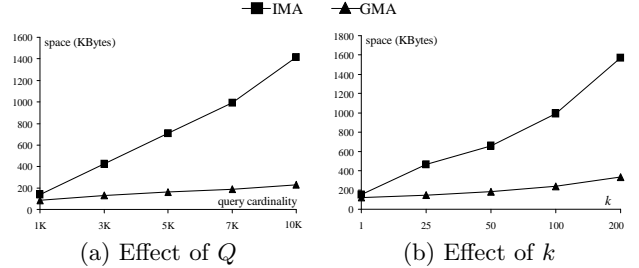 IMA GMA
space (KBytes)
1600
1400
1200
1000
800
600
400
200
0
1K 3K 5K 7K 10K
query cardinality
(a) Effect of Q
space (KBytes)
1800
1600
1400
1200
1000
800
600
400
200
0
1 25 50 100 200
k
(b) Effect of k